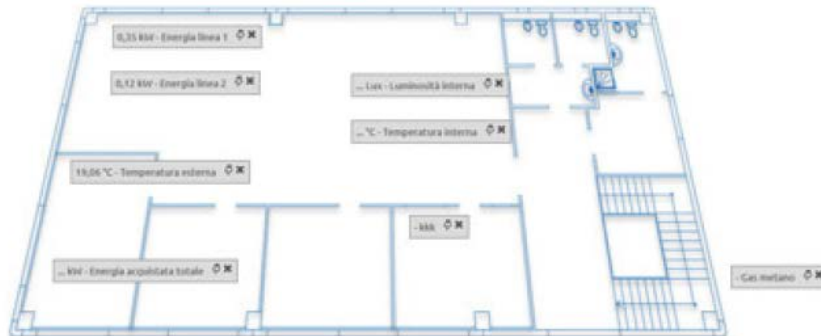 0,35 kW - Energia linea 1
0,12 kW - Energia linea 2
... Lux - Luminosità interna
... °C - Temperatura interna
19,06 °C - Temperatura esterna
- kkk
... kW - Energia acquistata totale
- Gas metano